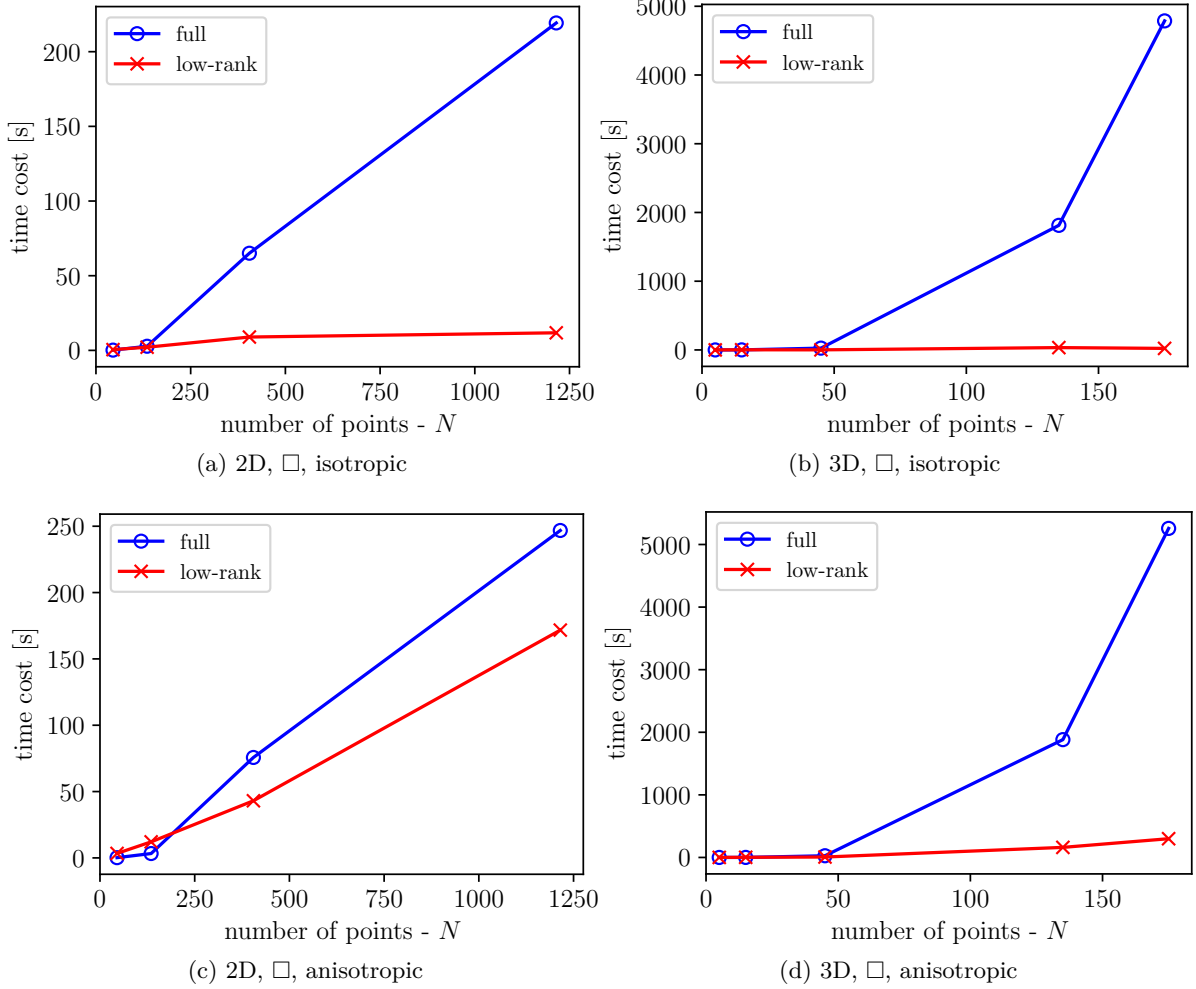 full
low-rank
200
150
100
50
0
time cost [s]
0 250 500 750 1000 1250
number of points - N
(a) 2D, □, isotropic
full
low-rank
5000
4000
3000
2000
1000
0
time cost [s]
0 50 100 150
number of points - N
(b) 3D, □, isotropic
full
low-rank
250
200
150
100
50
0
time cost [s]
0 250 500 750 1000 1250
number of points - N
(c) 2D, □, anisotropic
full
low-rank
5000
4000
3000
2000
1000
0
time cost [s]
0 50 100 150
number of points - N
(d) 3D, □, anisotropic